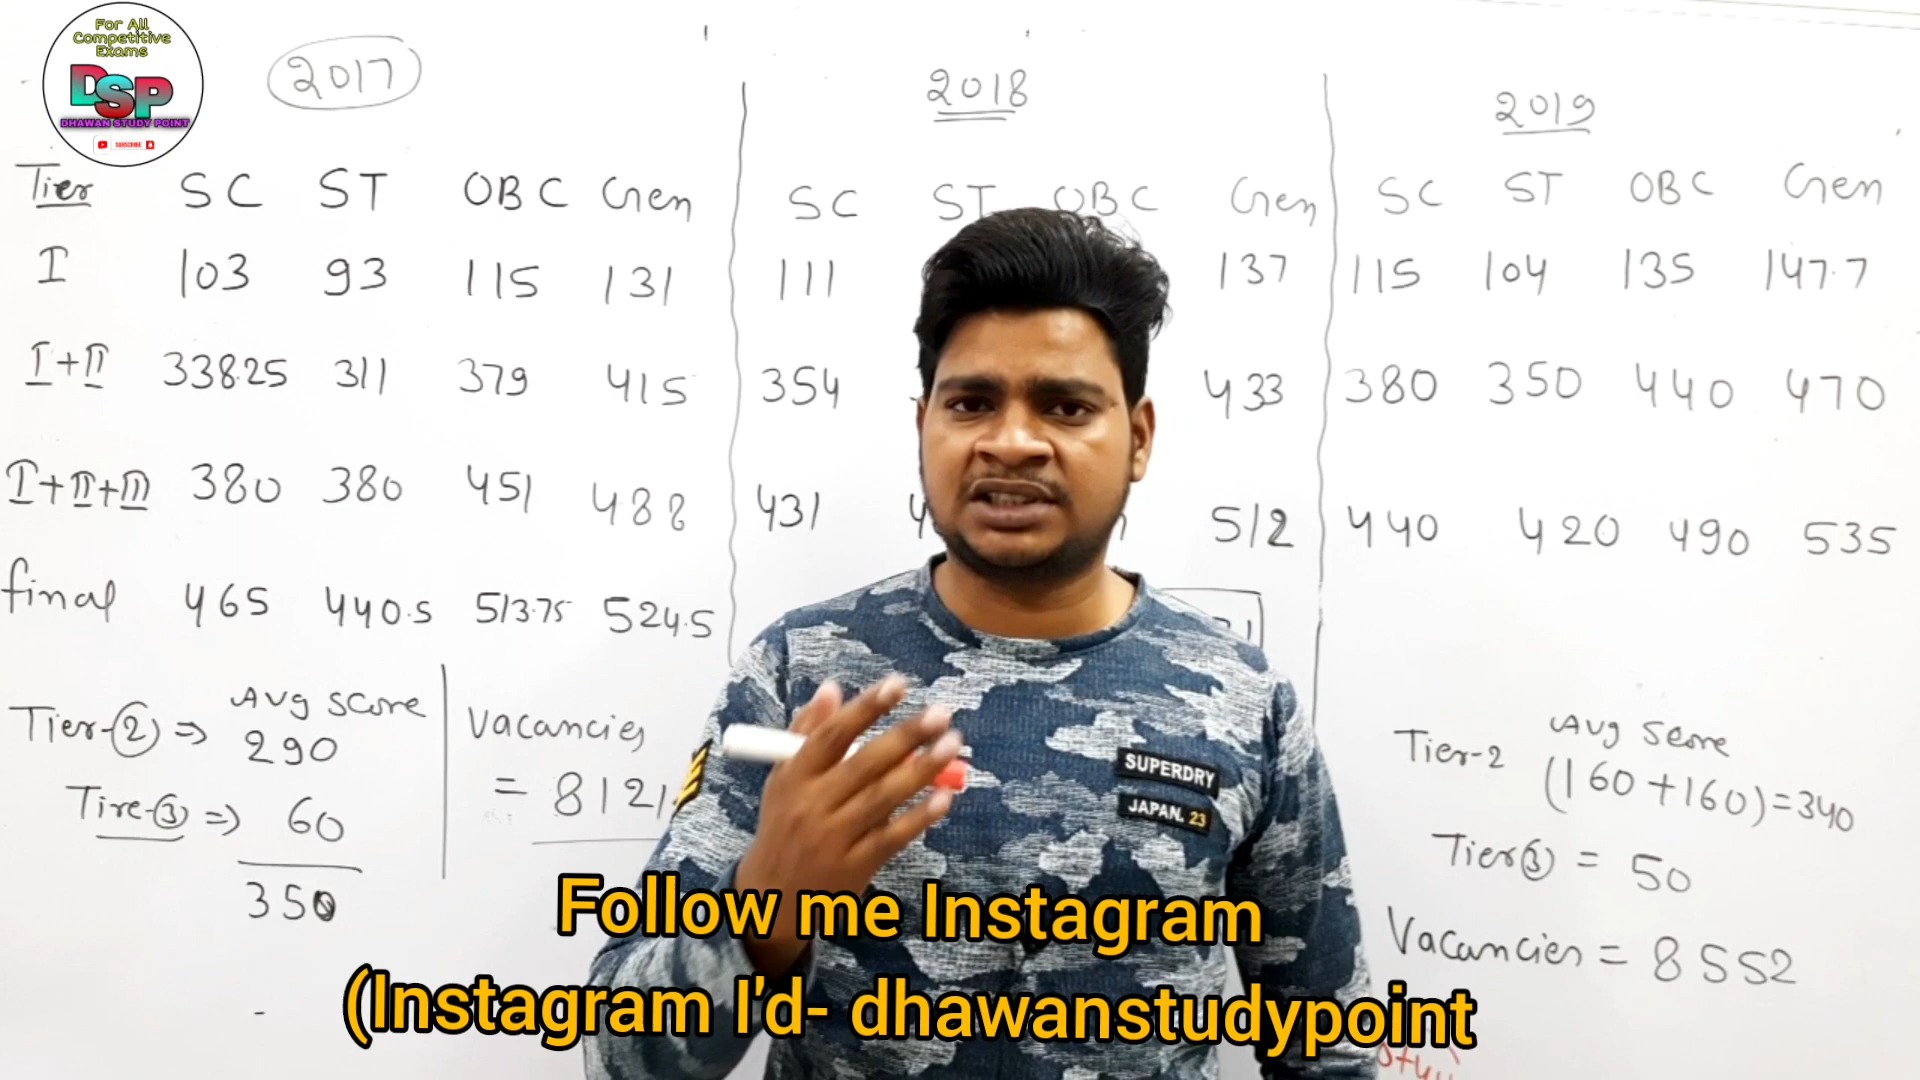 For All
Competitive
Exams
DSP
DHAWAN STUDY POINT
SUBSCRIBE
2017
2018
2019
Tier SC ST OBC Gen
SC ST OBC Gen
SC ST OBC Gen
I 103 93 115 131
111 137
115 104 135 147.7
I+II 338.25 311 379 415
354 433
380 350 440 470
I+II+III 380 380 451 488
431 512
440 420 490 535
final 465 440.5 513.75 524.5
Avg Score
Tier-2 => 290
Tire-3 => 60
350
Vacancies
= 8121
Avg Score
Tier-2 (160+160)=340
Tier 3 = 50
Vacancies = 8552
SUPERDRY
JAPAN. 23
Follow me Instagram
(Instagram I'd- dhawanstudypoint